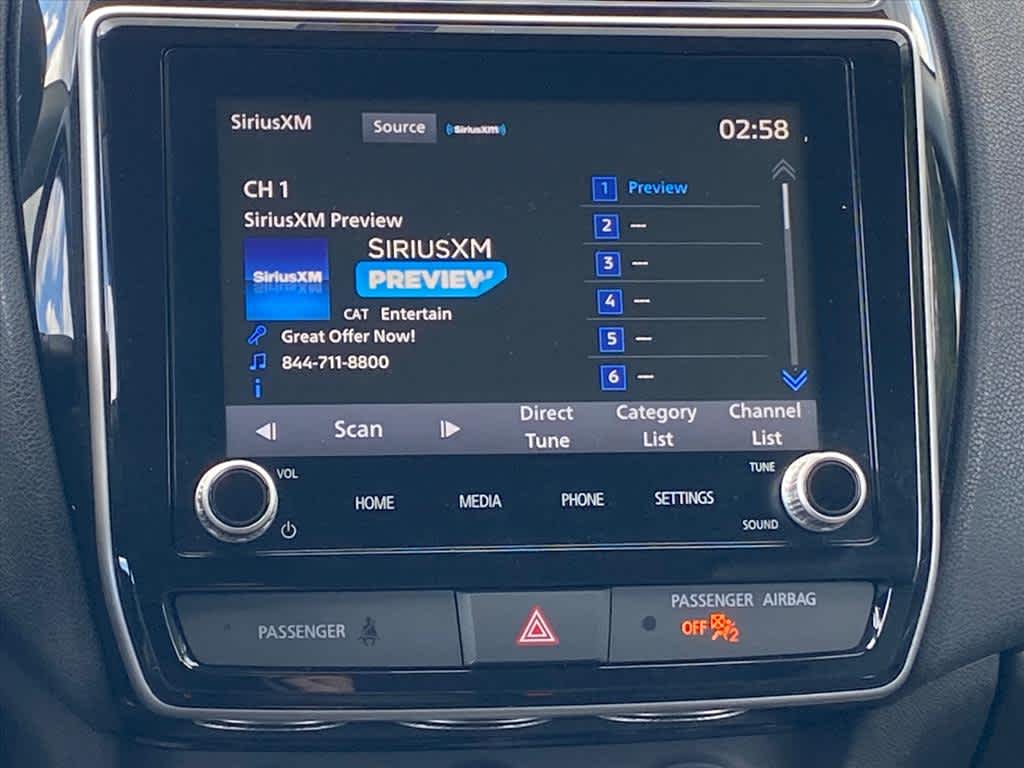 SiriusXM
Source
SiriusXM
02:58
CH 1
SiriusXM Preview
SiriusXM
SIRIUSXM
PREVIEW
CAT Entertain
Great Offer Now!
844-711-8800
i
1 Preview
2 ---
3 ---
4 ---
5 ---
6 ---
Scan
Direct
Tune
Category
List
Channel
List
VOL
HOME
MEDIA
PHONE
SETTINGS
TUNE
SOUND
PASSENGER
PASSENGER AIRBAG
OFF
2